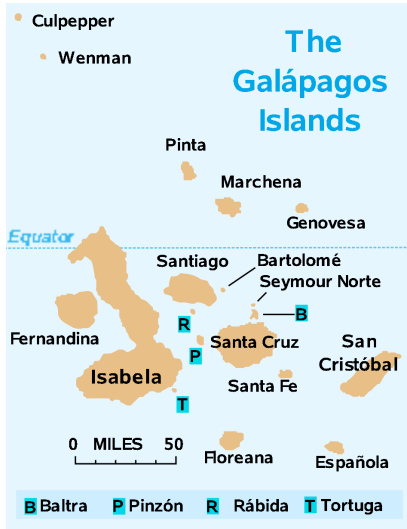 Culpepper
Wenman
The
Galápagos
Islands
Pinta
Marchena
Genovesa
Equator
Santiago
Bartolomé
Seymour Norte
Fernandina
R
B
P
Santa Cruz
San
Cristóbal
Isabela
Santa Fe
T
0 MILES 50
Floreana
Española
B Baltra P Pinzón R Rábida T Tortuga